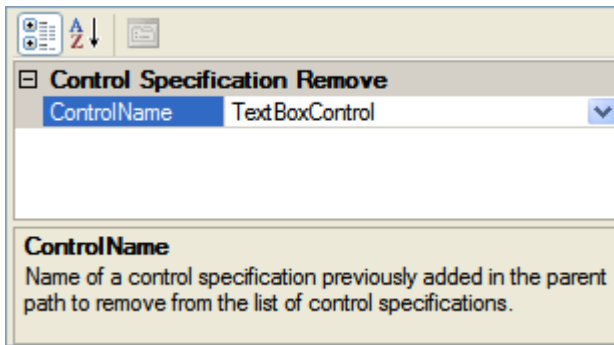 A
Z
Control Specification Remove
ControlName TextBoxControl
ControlName
Name of a control specification previously added in the parent
path to remove from the list of control specifications.